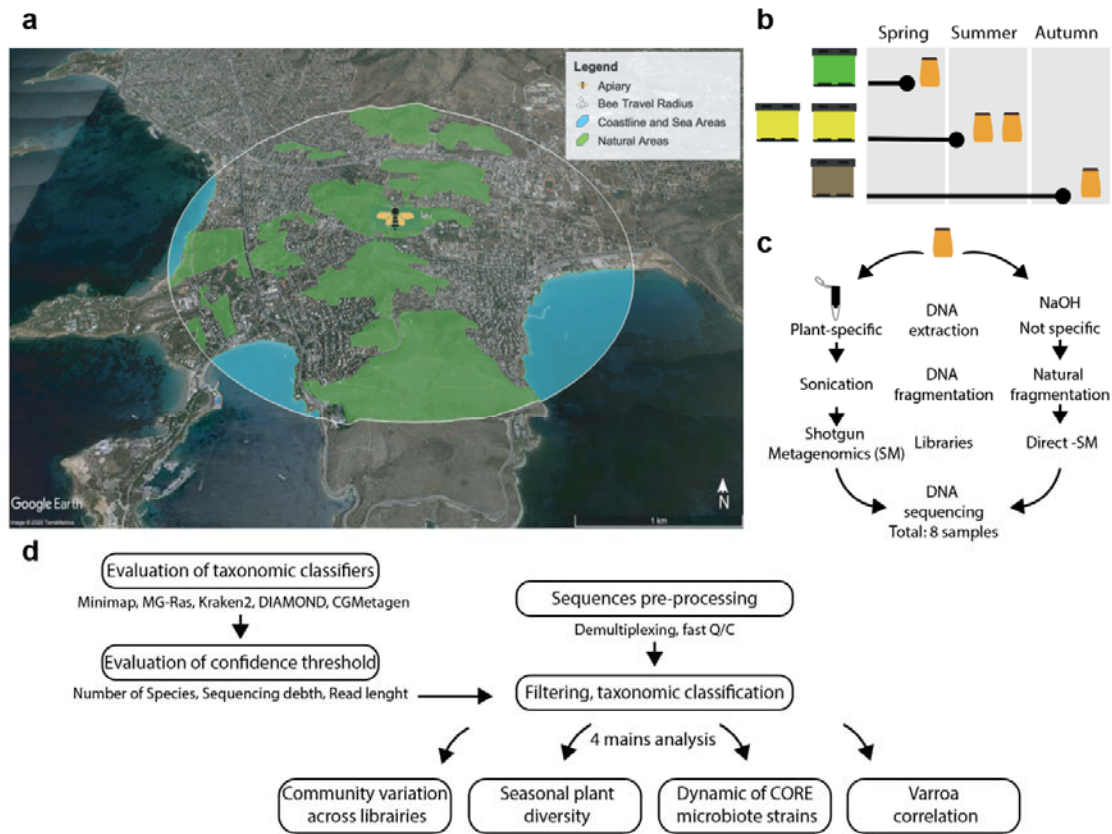 a
Legend
Apiary
Bee Travel Radius
Coastline and Sea Areas
Natural Areas
Google Earth
Image © 2020 TerraMetrics
N
1 km
b
Spring Summer Autumn
c
Plant-specific
DNA
extraction
NaOH
Not specific
Sonication
DNA
fragmentation
Natural
fragmentation
Shotgun
Metagenomics (SM)
Libraries
Direct -SM
DNA
sequencing
Total: 8 samples
d
Evaluation of taxonomic classifiers
Minimap, MG-Ras, Kraken2, DIAMOND, CGMetagen
Evaluation of confidence threshold
Number of Species, Sequencing debth, Read lenght
Sequences pre-processing
Demultiplexing, fast Q/C
Filtering, taxonomic classification
4 mains analysis
Community variation
across librairies
Seasonal plant
diversity
Dynamic of CORE
microbiote strains
Varroa
correlation